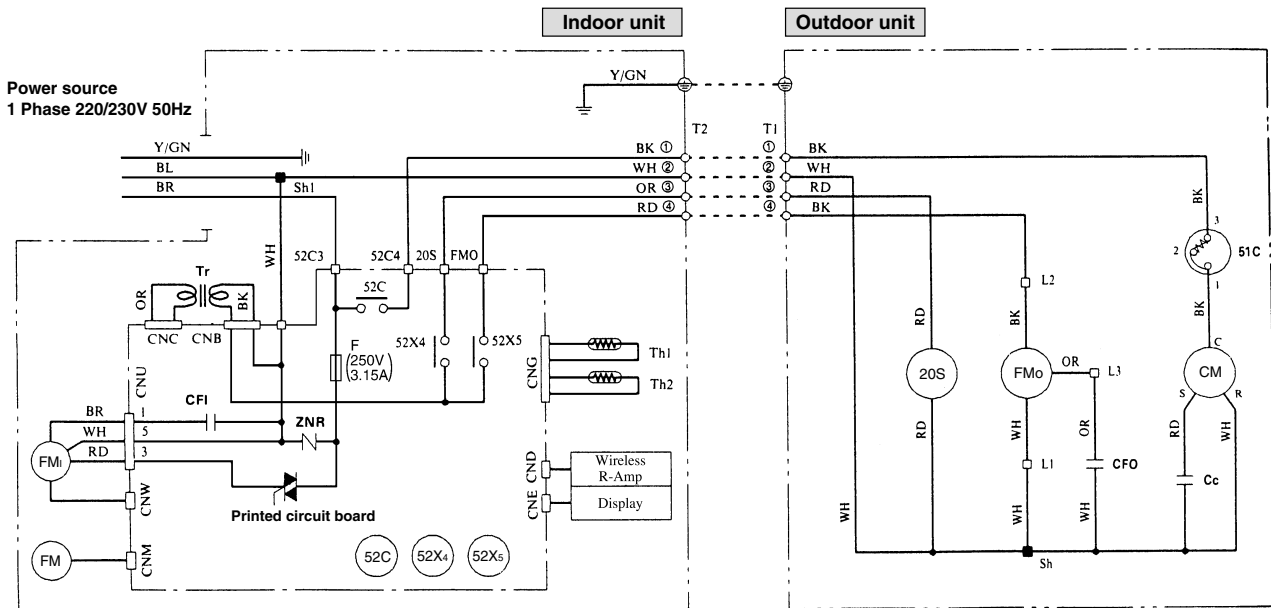 Indoor unit
Outdoor unit
Power source
1 Phase 220/230V 50Hz
Y/GN
Y/GN
BL
BR
Sh1
T2
T1
BK ①
WH ②
OR ③
RD ④
①
②
③
④
BK
WH
RD
BK
WH
52C3
52C4
20S
FMO
52C
Tr
OR
BK
CNC
CNB
F
(250V
3.15A)
52X4
52X5
CNG
Th1
Th2
CNU
CFI
BR
1
WH
5
RD
3
ZNR
FMI
CNW
Printed circuit board
CND
CNE
Wireless
R-Amp
Display
FM
CNM
52C
52X4
52X5
BK
3
2
51C
1
BK
L2
BK
RD
20S
RD
FMo
OR
L3
WH
OR
L1
CFO
WH
WH
WH
C
CM
S
R
RD
WH
Cc
Sh